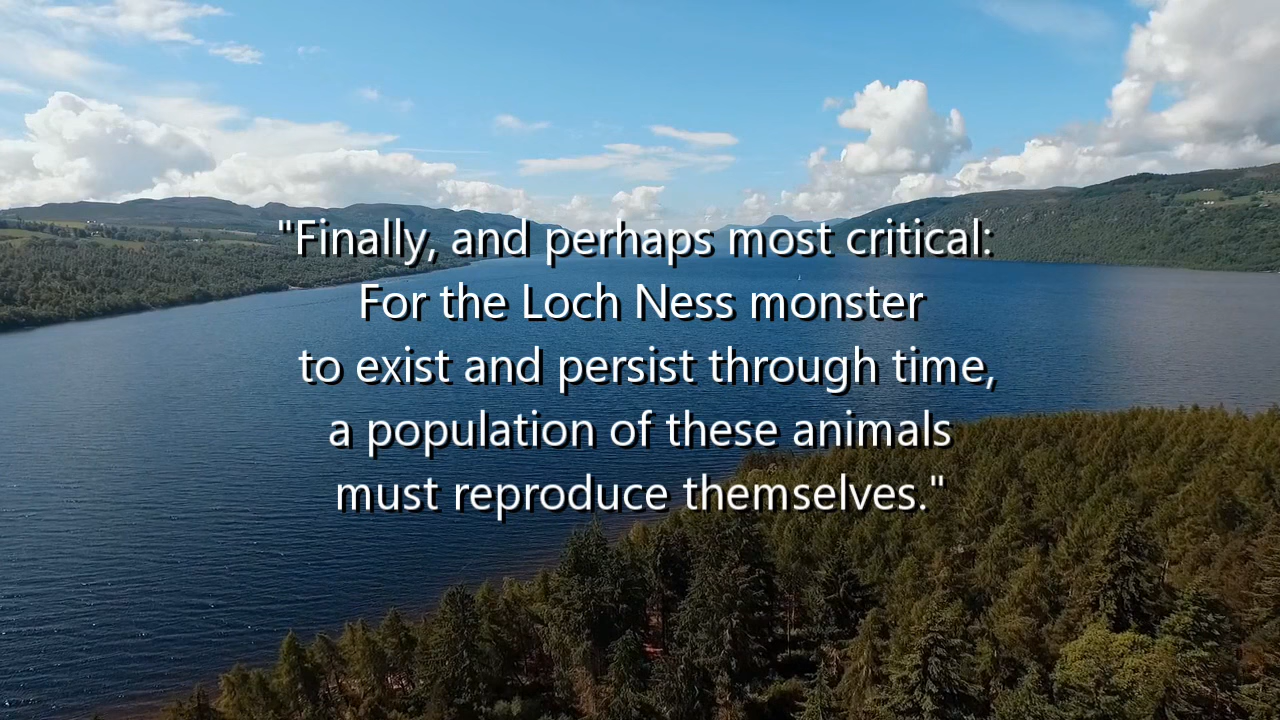 "Finally, and perhaps most critical:
For the Loch Ness monster
to exist and persist through time,
a population of these animals
must reproduce themselves."